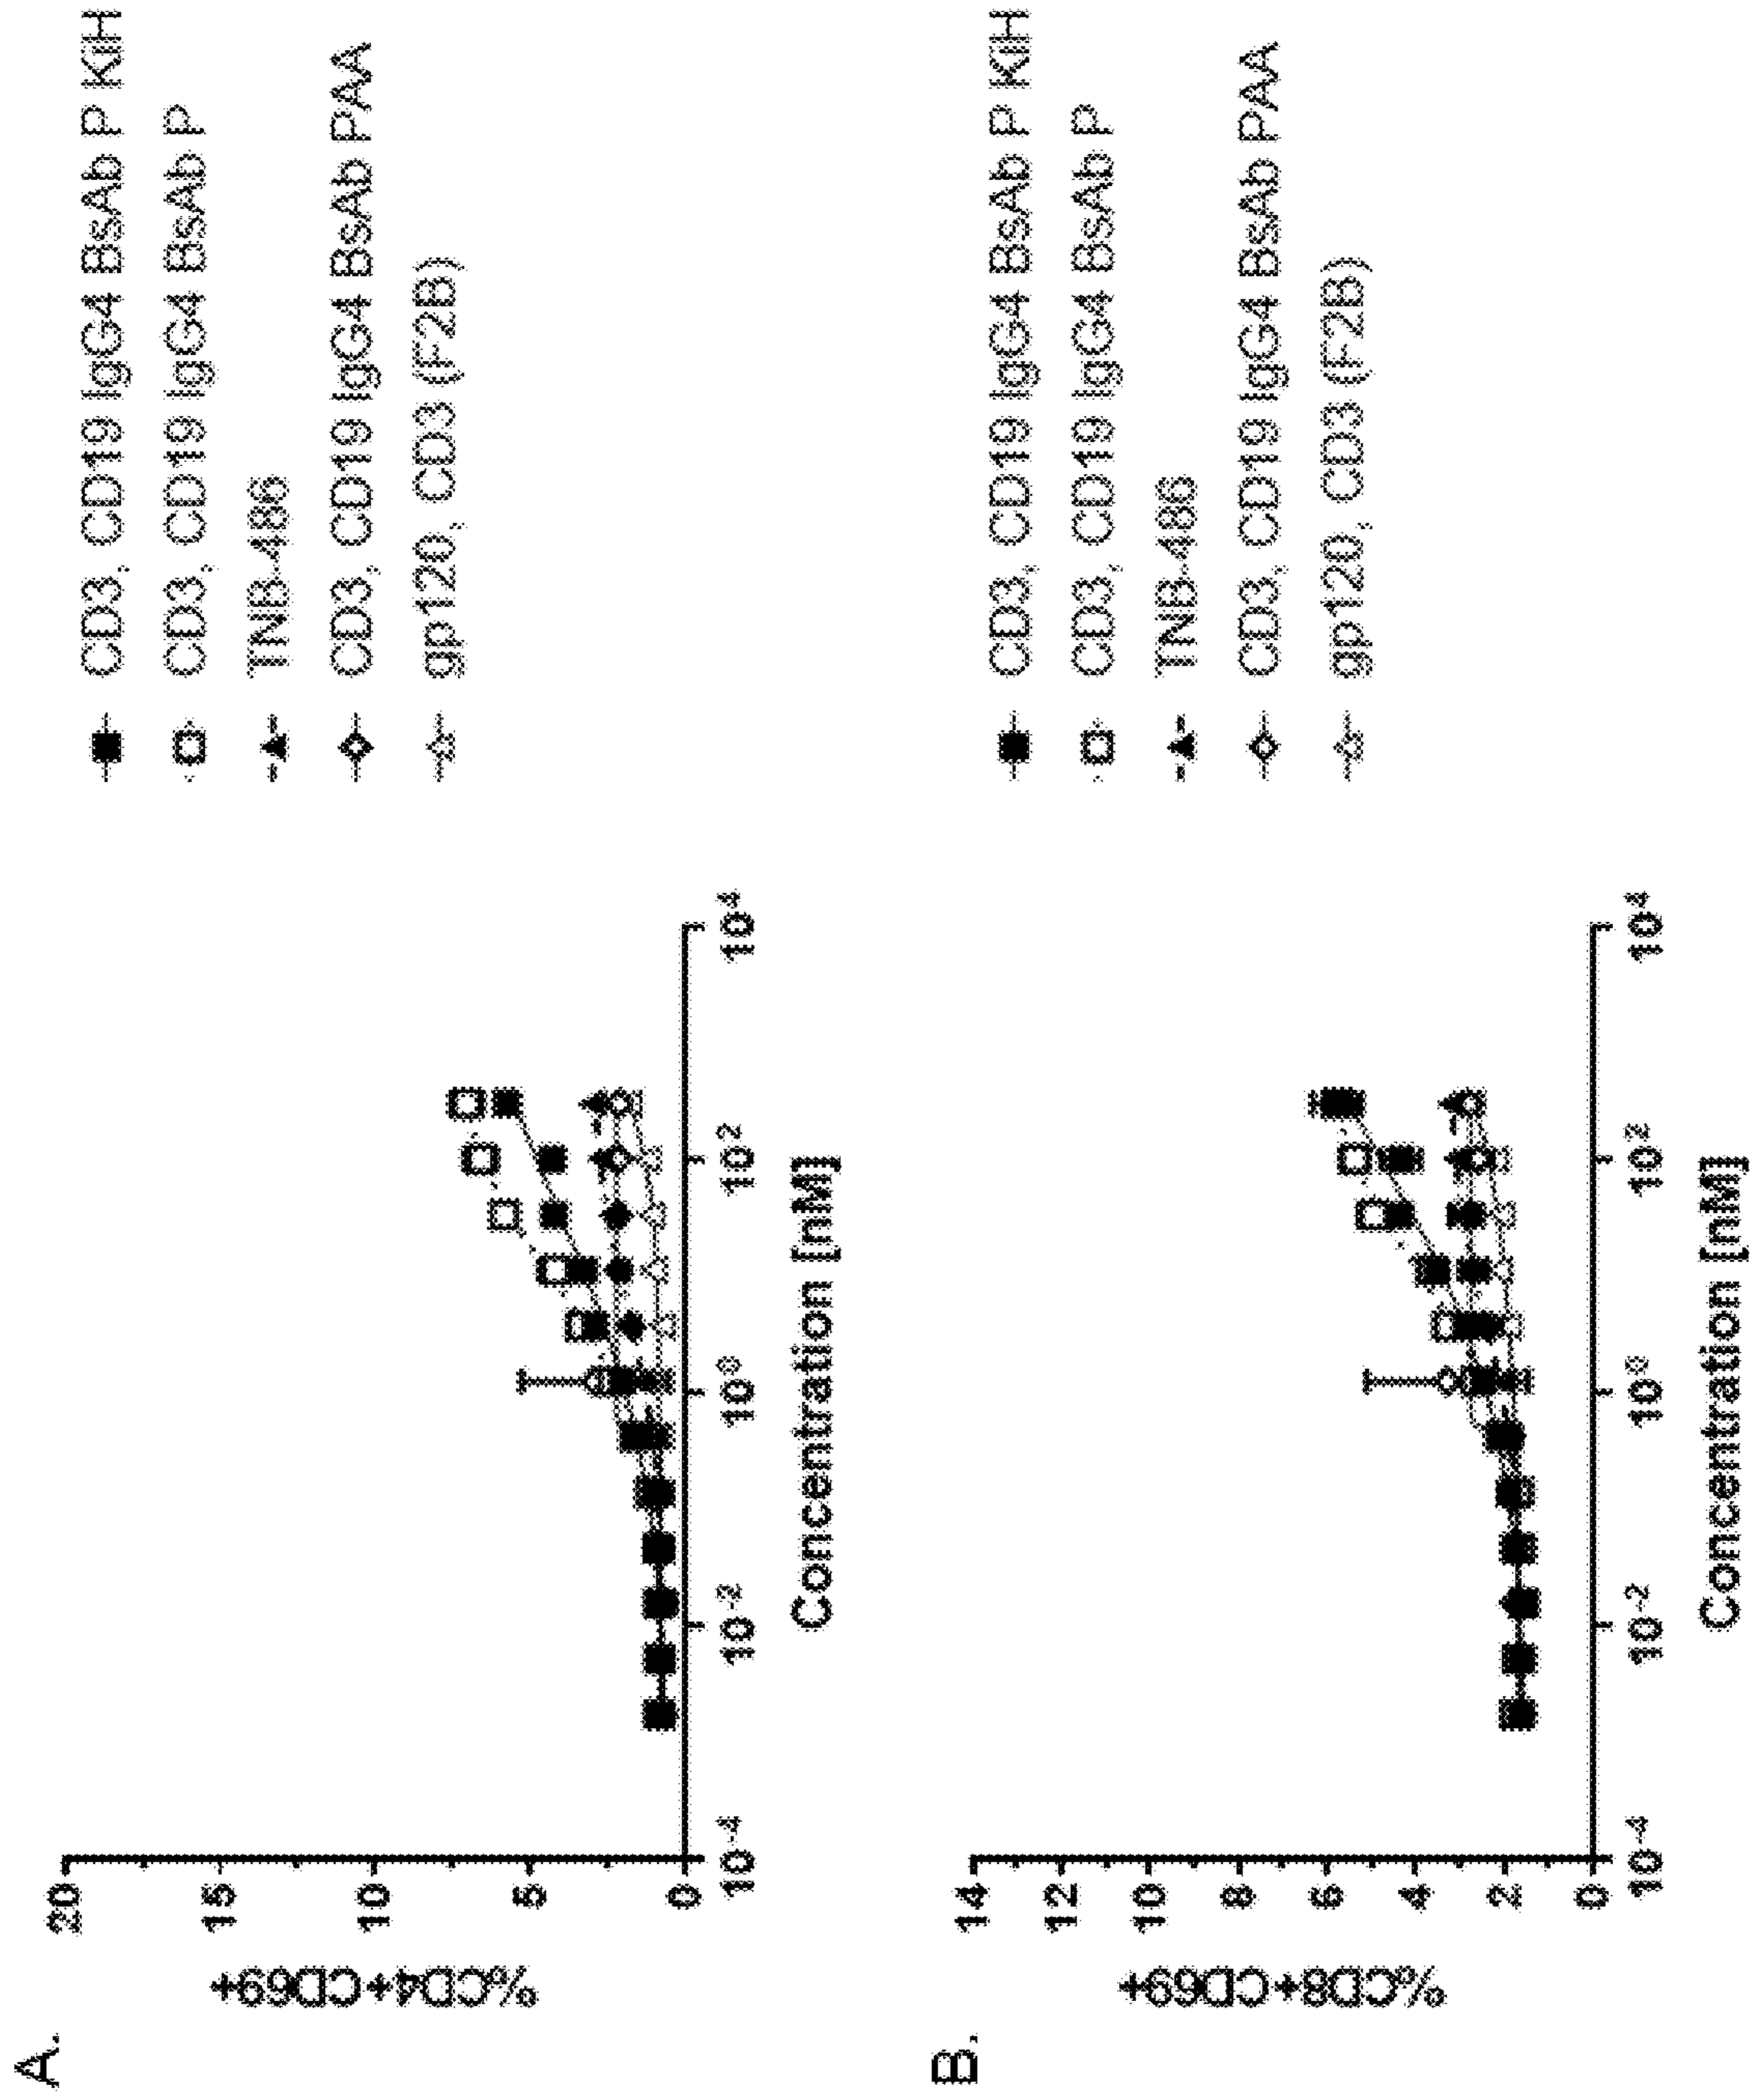 A.
%CD4+CD69+
20
15
10
5
0
10-4
10-2
100
102
104
Concentration [nM]
CD3, CD19 IgG4 BsAb P KiH
CD3, CD19 IgG4 BsAb P
TNB-486
CD3, CD19 IgG4 BsAb PAA
gp120, CD3 (F2B)
B.
%CD8+CD69+
14
12
10
8
6
4
2
0
10-4
10-2
100
102
104
Concentration [nM]
CD3, CD19 IgG4 BsAb P KiH
CD3, CD19 IgG4 BsAb P
TNB-486
CD3, CD19 IgG4 BsAb PAA
gp120, CD3 (F2B)